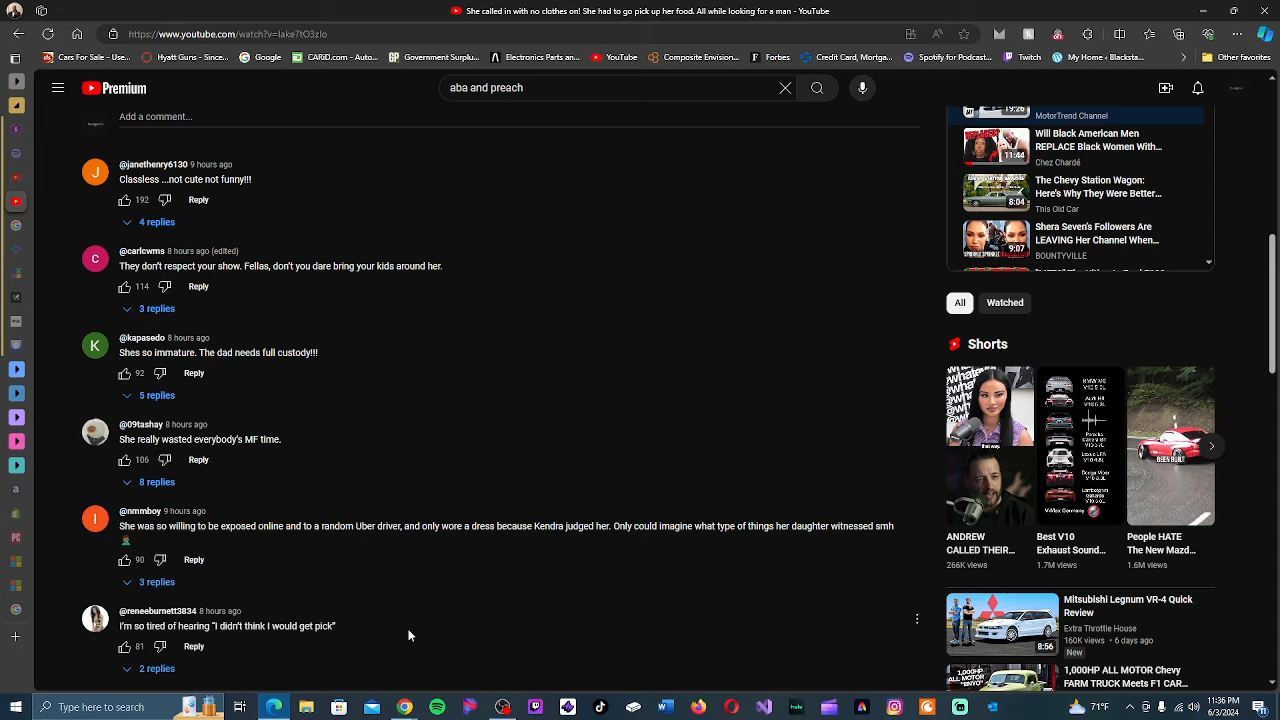 She called in with no clothes on! She had to go pick up her food. All while looking for a man - YouTube
https://www.youtube.com/watch?v=Iake7tO3zIo
Cars For Sale - Used...
Hyatt Guns - Hunting...
Google
CARiD.com - Auto...
Government Surplu...
Electronic Parts an...
YouTube
Composite Envision...
Forbes
Credit Card, Mortga...
Spotify for Podcast...
Twitch
My Home - Blacksto...
Other favorites
Premium
aba and preach
Add a comment...
@janethenry6130 9 hours ago
Classless ...not cute not funny!!!
192
Reply
4 replies
@carlcwms 8 hours ago (edited)
They don't respect your show. Fellas, don't you dare bring your kids around her.
114
Reply
3 replies
@kapasedo 8 hours ago
Shes so immature. The dad needs full custody!!!
92
Reply
5 replies
@09tashay 8 hours ago
She really wasted everybody's MF time.
106
Reply
8 replies
@nmmboy 9 hours ago
She was so willing to be exposed online and to a random Uber driver, and only wore a dress because Kendra judged her. Only could imagine what type of things her daughter witnessed smh
90
Reply
3 replies
@reneeburnett3834 8 hours ago
I'm so tired of hearing "I didn't think I would get pick"
81
Reply
2 replies
19:26
MotorTrend Channel
Will Black American Men
REPLACE Black Women With...
Chez Chardé
11:44
The Chevy Station Wagon:
Here's Why They Were Better...
This Old Car
8:04
Shera Seven's Followers Are
LEAVING Her Channel When...
BOUNTYVILLE
9:07
All
Watched
Shorts
that way.
BEEN BUILT
ViMax Germany
ANDREW
CALLED THEIR...
266K views
Best V10
Exhaust Sound...
1.7M views
People HATE
The New Mazd...
1.6M views
Mitsubishi Legnum VR-4 Quick
Review
Extra Throttle House
160K views • 6 days ago
New
8:56
1,000HP ALL MOTOR Chevy
FARM TRUCK Meets F1 CAR...
Type here to search
75°F
11:36 PM
6/3/2024